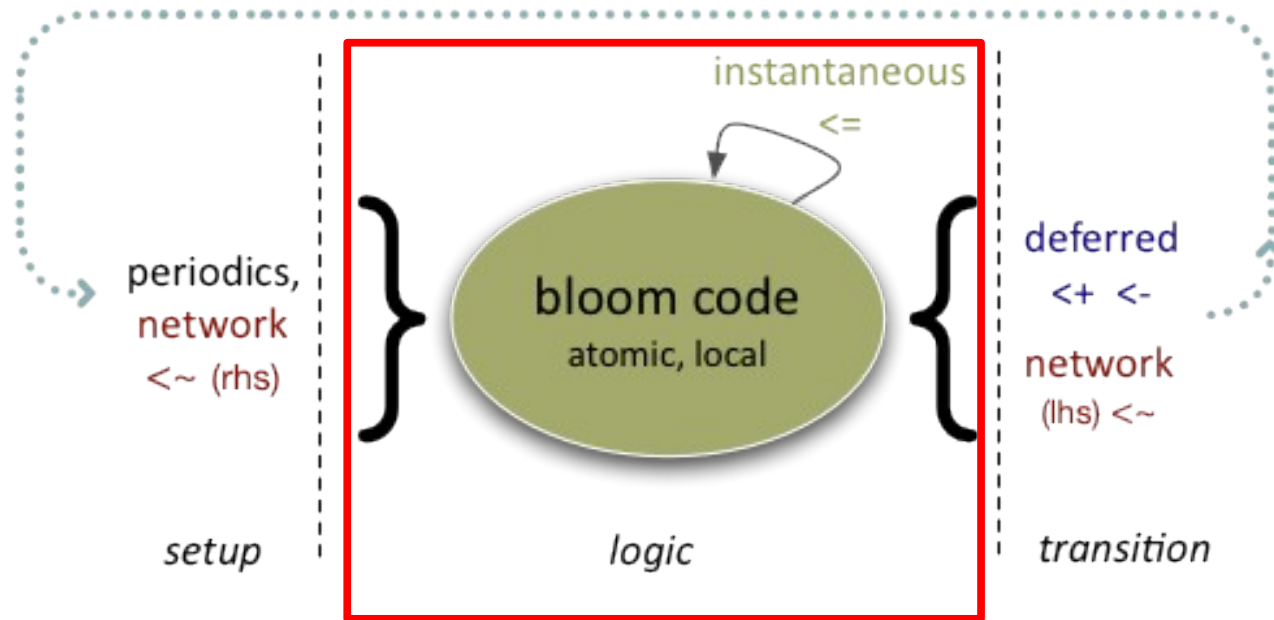 instantaneous
<=
periodics,
network
<~ (rhs)
bloom code
atomic, local
deferred
<+ <-
network
(lhs) <~
setup
logic
transition